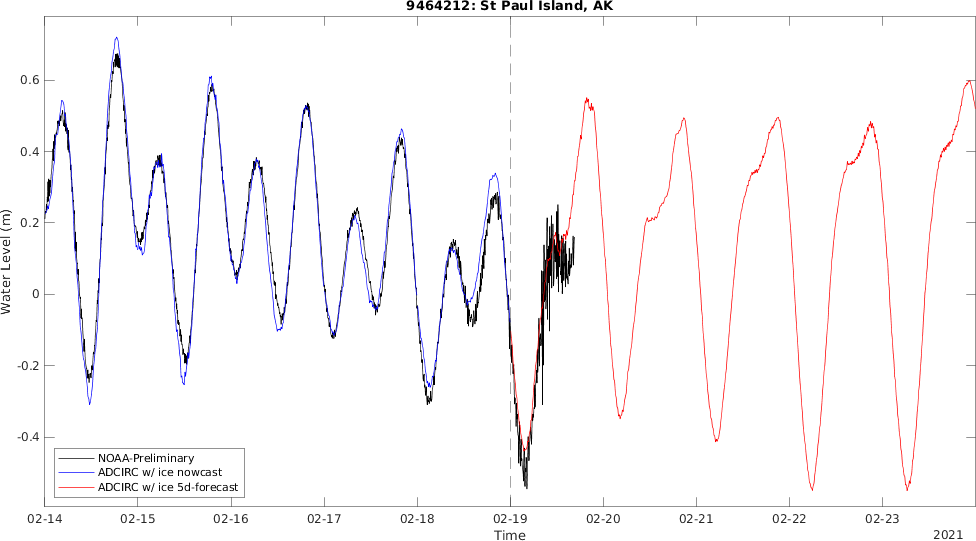 9464212: St Paul Island, AK
Water Level (m)
0.6
0.4
0.2
0
-0.2
-0.4
NOAA-Preliminary
ADCIRC w/ ice nowcast
ADCIRC w/ ice 5d-forecast
02-14 02-15 02-16 02-17 02-18 02-19 02-20 02-21 02-22 02-23
Time
2021